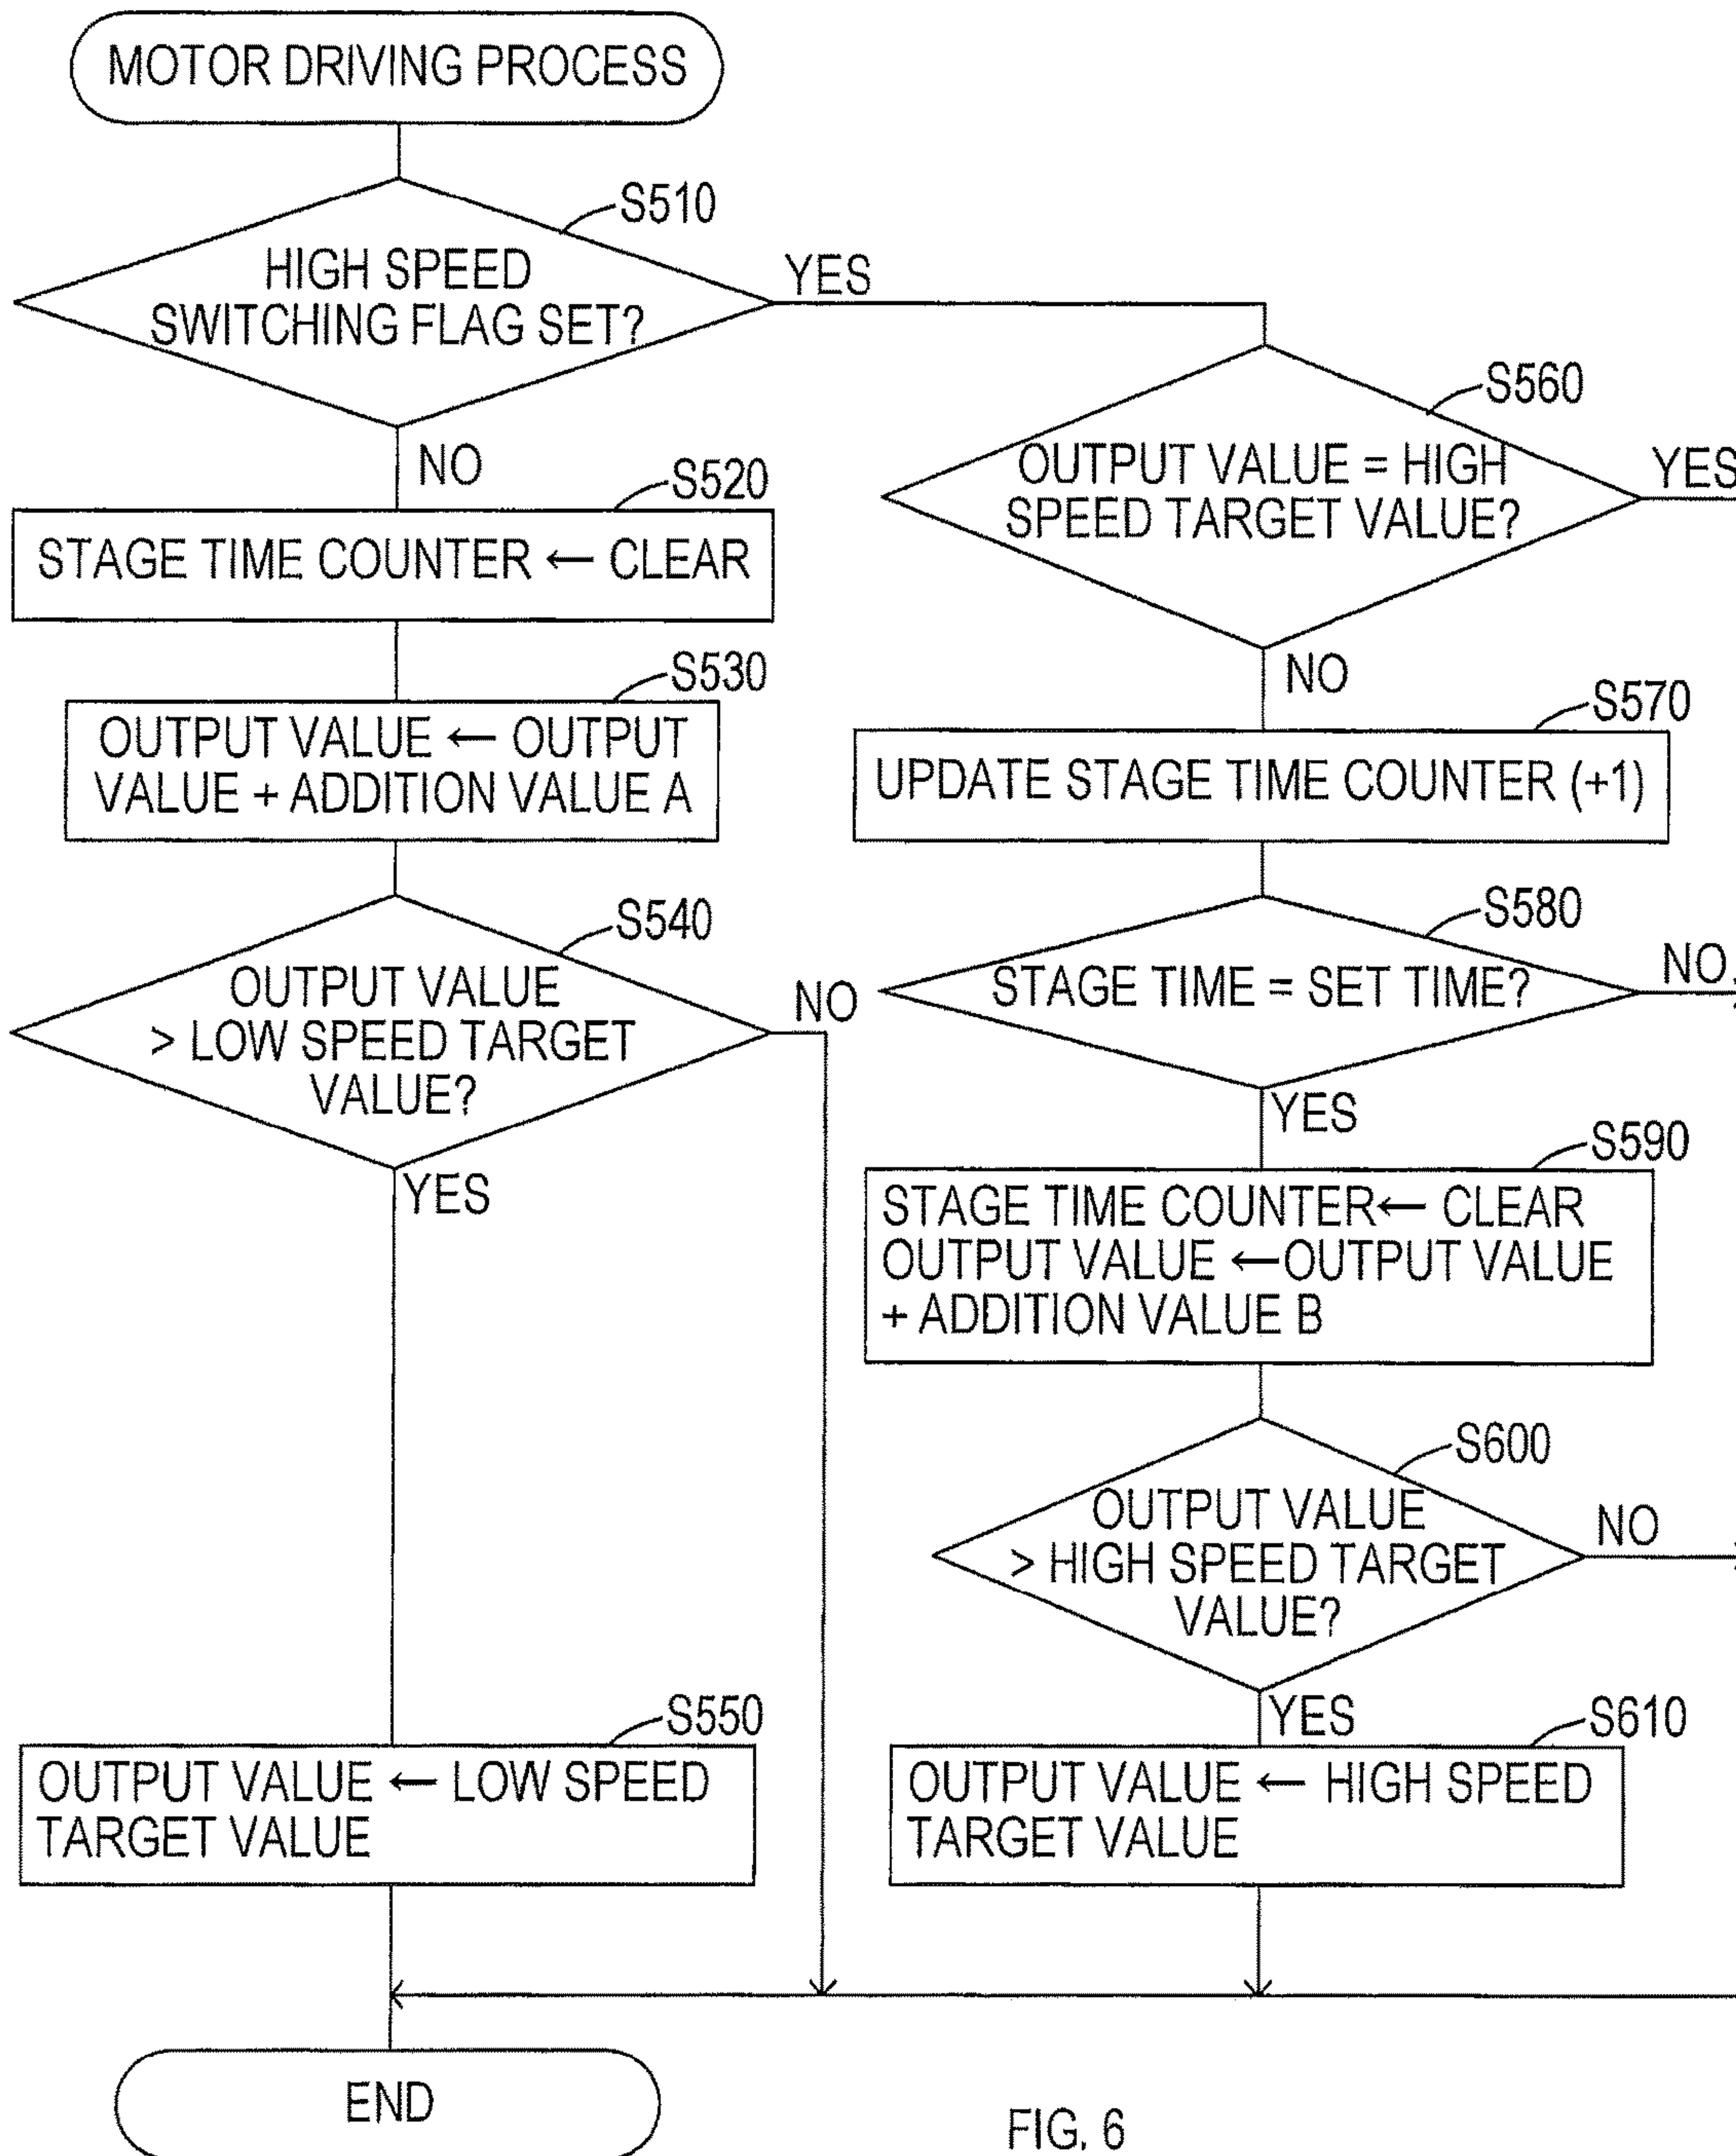 MOTOR DRIVING PROCESS
S510
HIGH SPEED
SWITCHING FLAG SET?
YES
NO
S520
STAGE TIME COUNTER ← CLEAR
S530
OUTPUT VALUE ← OUTPUT
VALUE + ADDITION VALUE A
S540
OUTPUT VALUE
> LOW SPEED TARGET
VALUE?
NO
YES
S550
OUTPUT VALUE ← LOW SPEED
TARGET VALUE
S560
OUTPUT VALUE = HIGH
SPEED TARGET VALUE?
YES
NO
S570
UPDATE STAGE TIME COUNTER (+1)
S580
STAGE TIME = SET TIME?
NO
YES
S590
STAGE TIME COUNTER← CLEAR
OUTPUT VALUE ←OUTPUT VALUE
+ ADDITION VALUE B
S600
OUTPUT VALUE
> HIGH SPEED TARGET
VALUE?
NO
YES
S610
OUTPUT VALUE ← HIGH SPEED
TARGET VALUE
END
FIG. 6